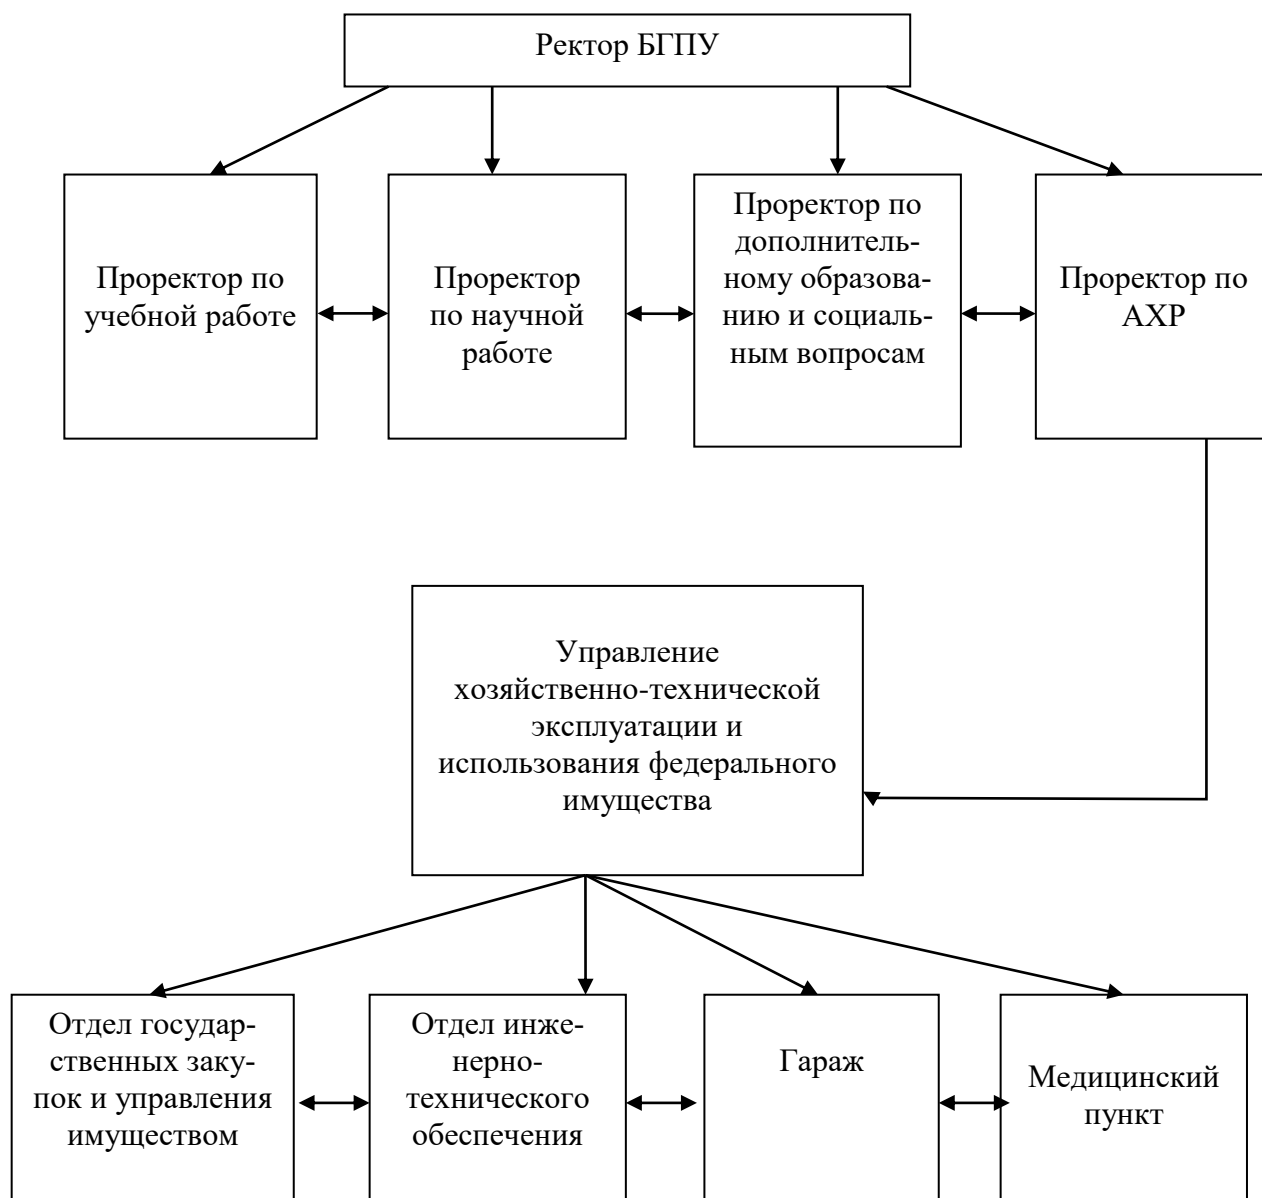 Ректор БГПУ
Проректор по
учебной работе
Проректор
по научной
работе
Проректор по
дополнитель-
ному образова-
нию и социаль-
ным вопросам
Проректор по
АХР
Управление
хозяйственно-технической
эксплуатации и
использования федерального
имущества
Отдел государ-
ственных заку-
пок и управления
имуществом
Отдел инже-
нерно-
технического
обеспечения
Гараж
Медицинский
пункт